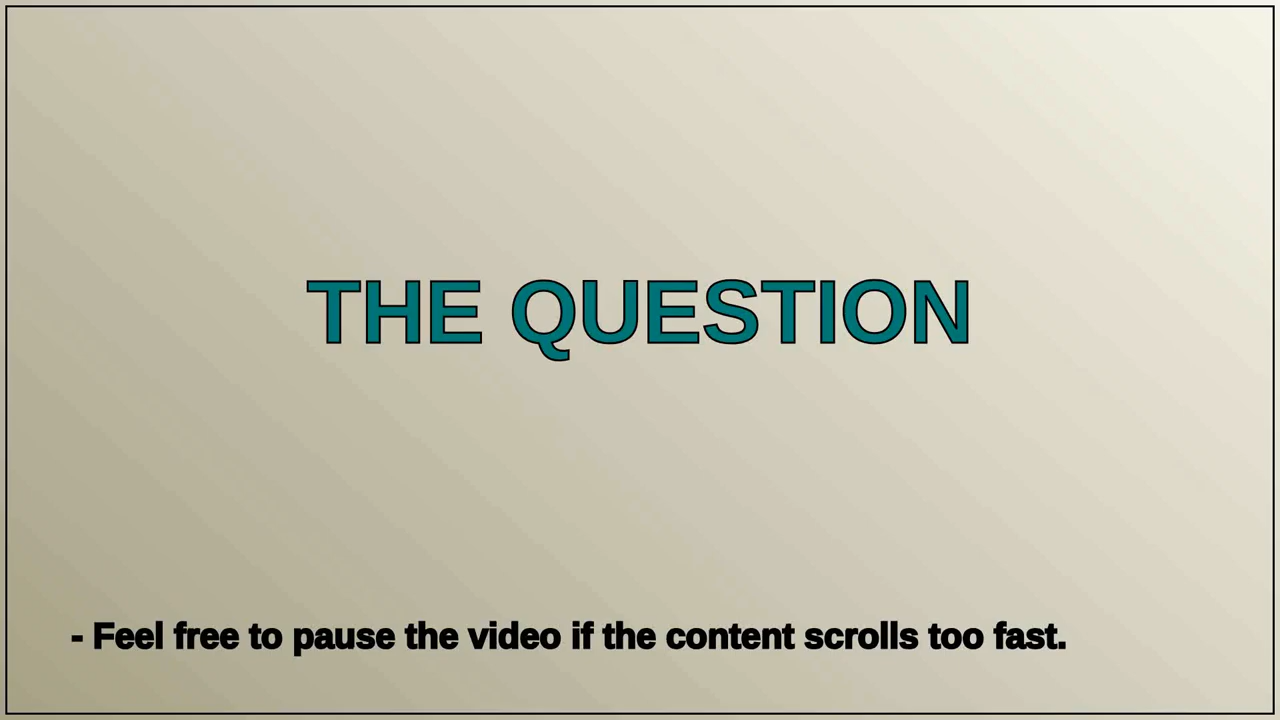 THE QUESTION
- Feel free to pause the video if the content scrolls too fast.